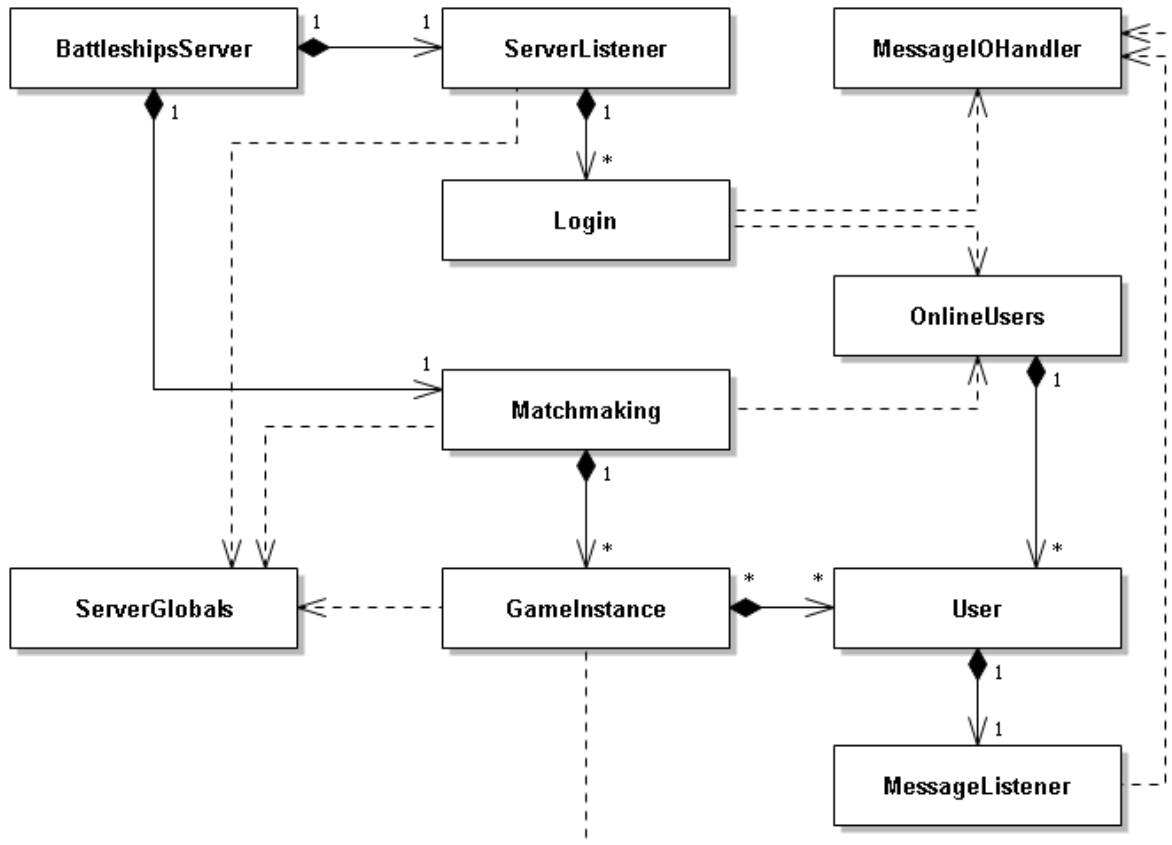 BattleshipsServer
1
1
ServerListener
MessageIOHandler
1
1
*
Login
OnlineUsers
1
1
Matchmaking
1
*
*
*
*
ServerGlobals
GameInstance
User
1
1
MessageListener